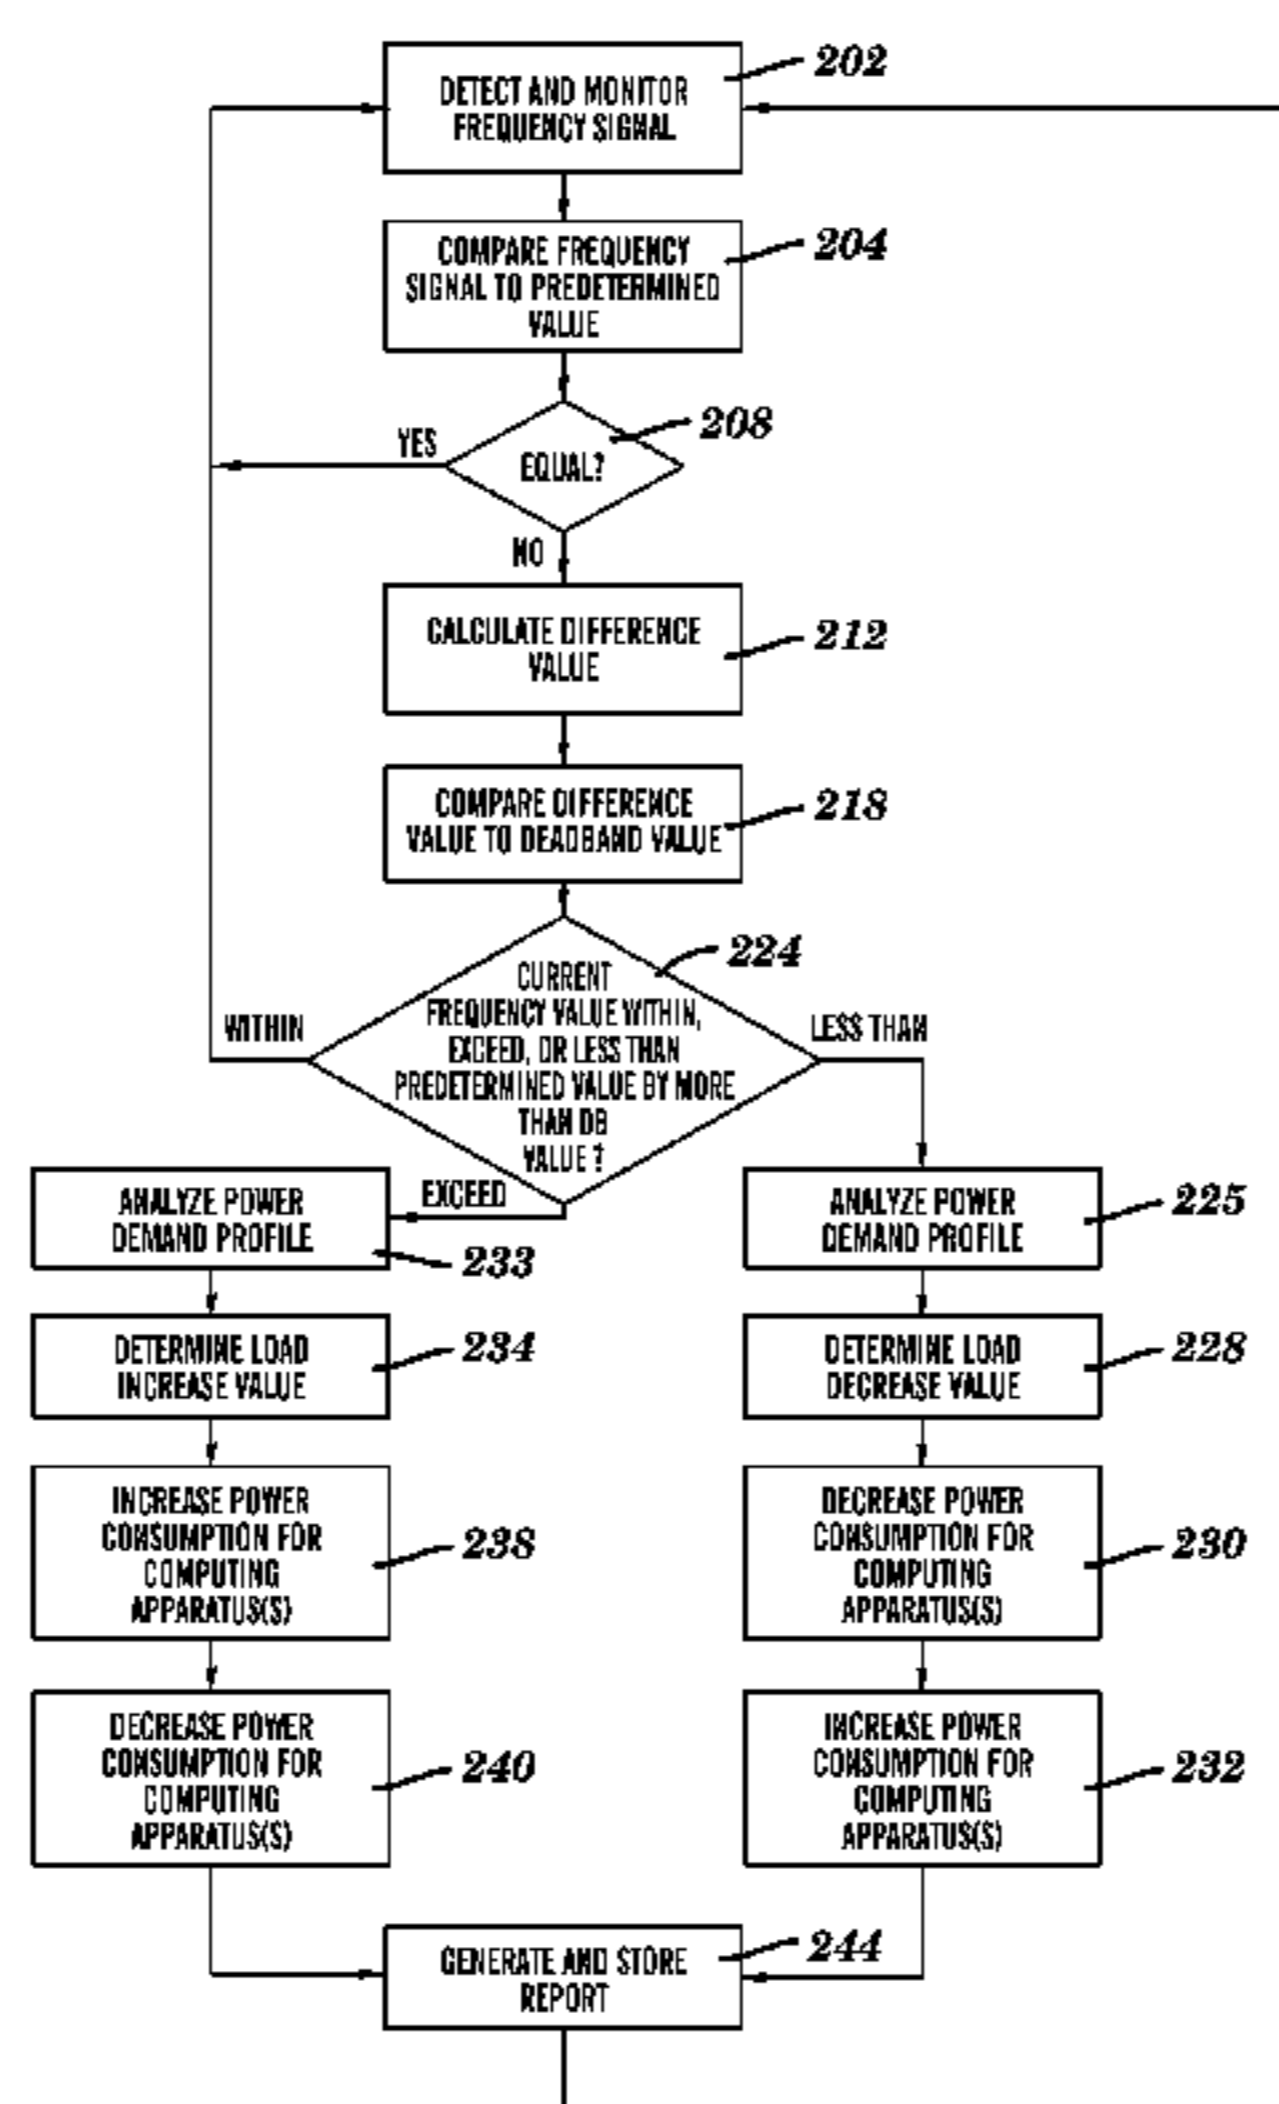 202
DETECT AND MONITOR
FREQUENCY SIGNAL
204
COMPARE FREQUENCY
SIGNAL TO PREDETERMINED
VALUE
208
YES
EQUAL?
NO
212
CALCULATE DIFFERENCE
VALUE
218
COMPARE DIFFERENCE
VALUE TO DEADBAND VALUE
224
CURRENT
FREQUENCY VALUE WITHIN,
EXCEED, OR LESS THAN
PREDETERMINED VALUE BY MORE
THAN DB
VALUE ?
WITHIN
LESS THAN
EXCEED
ANALYZE POWER
DEMAND PROFILE
233
DETERMINE LOAD
INCREASE VALUE
234
INCREASE POWER
CONSUMPTION FOR
COMPUTING
APPARATUS(S)
238
DECREASE POWER
CONSUMPTION FOR
COMPUTING
APPARATUS(S)
240
ANALYZE POWER
DEMAND PROFILE
225
DETERMINE LOAD
DECREASE VALUE
228
DECREASE POWER
CONSUMPTION FOR
COMPUTING
APPARATUS(S)
230
INCREASE POWER
CONSUMPTION FOR
COMPUTING
APPARATUS(S)
232
GENERATE AND STORE
REPORT
244